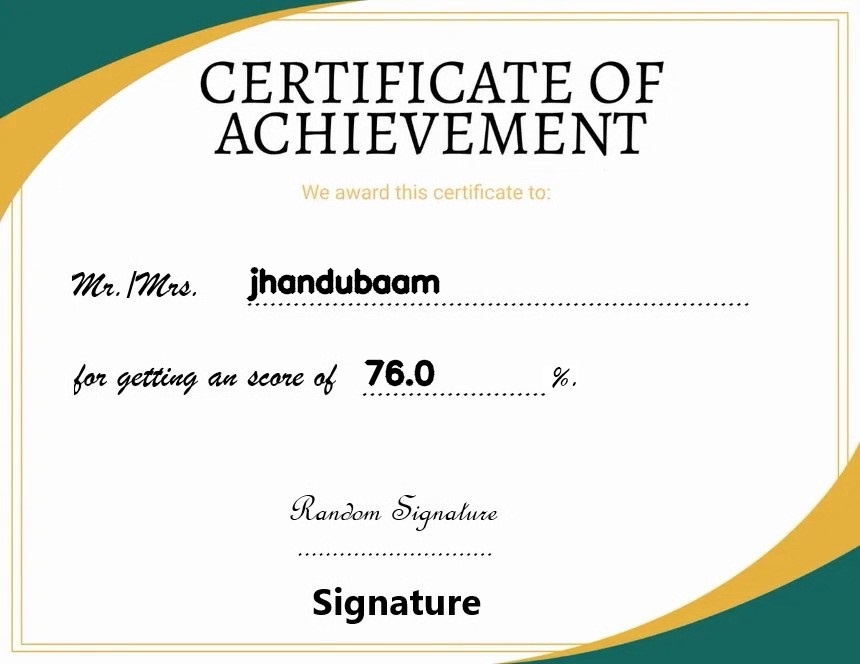 CERTIFICATE OF
ACHIEVEMENT
We award this certificate to:
Mr./Mrs. jhandubaam
for getting an score of 76.0 %.
Random Signature
Signature